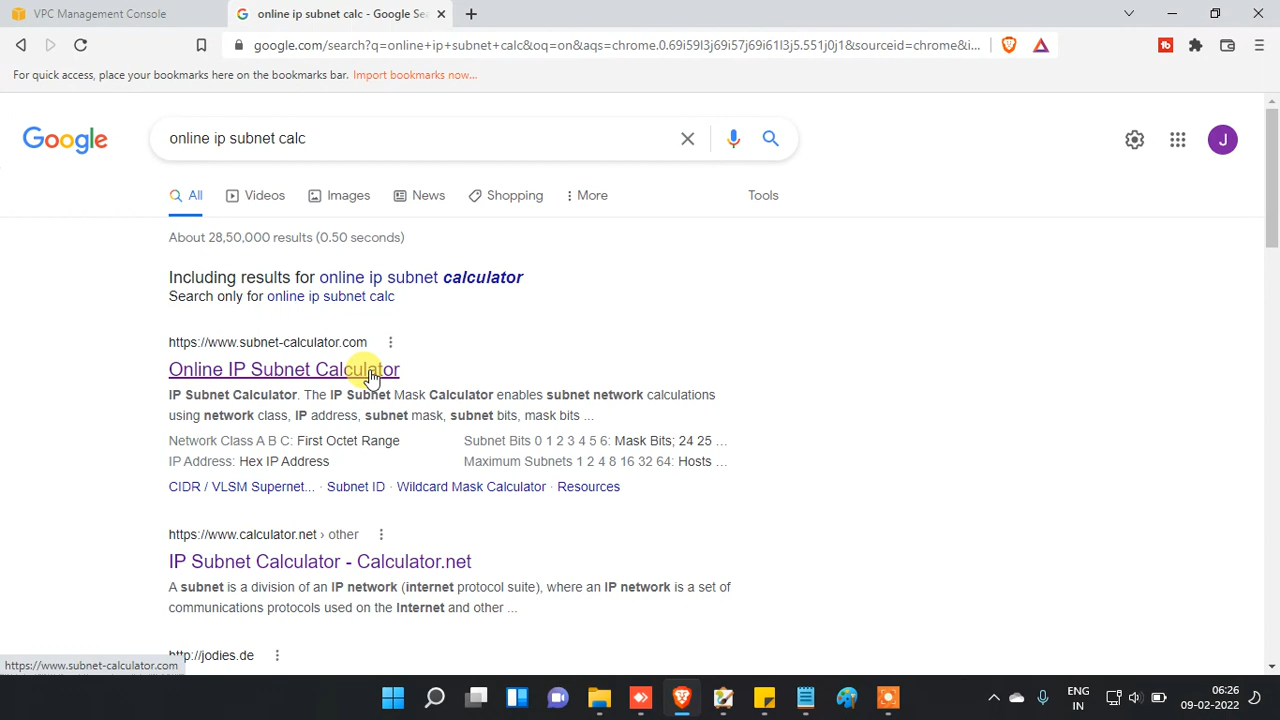 VPC Management Console
online ip subnet calc - Google Sea
google.com/search?q=online+ip+subnet+calc&oq=on&aqs=chrome.0.69i59l3j69i57j69i61l3j5.551j0j1&sourceid=chrome&i...
For quick access, place your bookmarks here on the bookmarks bar. Import bookmarks now...
Google
online ip subnet calc
J
All
Videos
Images
News
Shopping
More
Tools
About 28,50,000 results (0.50 seconds)
Including results for online ip subnet calculator
Search only for online ip subnet calc
https://www.subnet-calculator.com
Online IP Subnet Calculator
IP Subnet Calculator. The IP Subnet Mask Calculator enables subnet network calculations
using network class, IP address, subnet mask, subnet bits, mask bits ...
Network Class A B C: First Octet Range
Subnet Bits 0 1 2 3 4 5 6: Mask Bits; 24 25 ...
IP Address: Hex IP Address
Maximum Subnets 1 2 4 8 16 32 64: Hosts ...
CIDR / VLSM Supernet... · Subnet ID · Wildcard Mask Calculator · Resources
https://www.calculator.net › other
IP Subnet Calculator - Calculator.net
A subnet is a division of an IP network (internet protocol suite), where an IP network is a set of
communications protocols used on the Internet and other ...
http://jodies.de
https://www.subnet-calculator.com
ENG
IN
06:26
09-02-2022